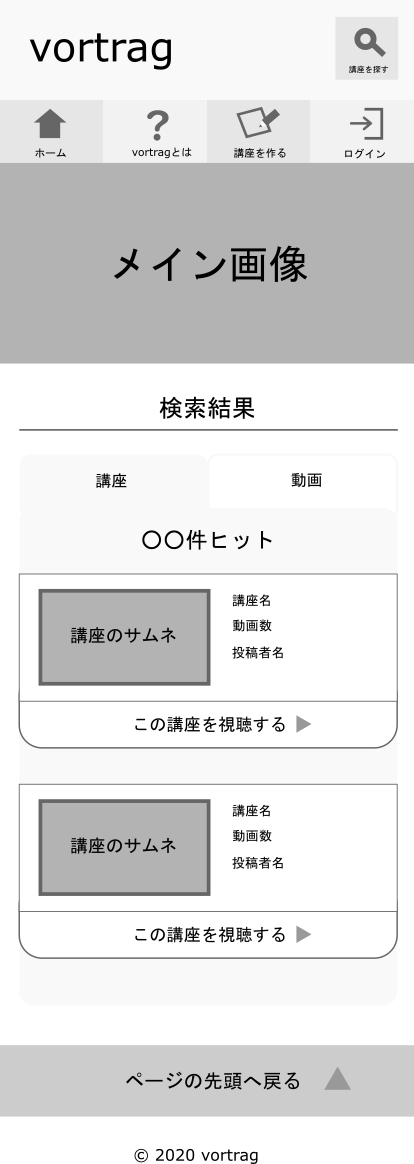 vortrag
講座を探す
ホーム
vortragとは
講座を作る
ログイン
メイン画像
検索結果
講座
動画
〇〇件ヒット
講座のサムネ
講座名
動画数
投稿者名
この講座を視聴する ▶
講座のサムネ
講座名
動画数
投稿者名
この講座を視聴する ▶
ページの先頭へ戻る ▲
© 2020 vortrag